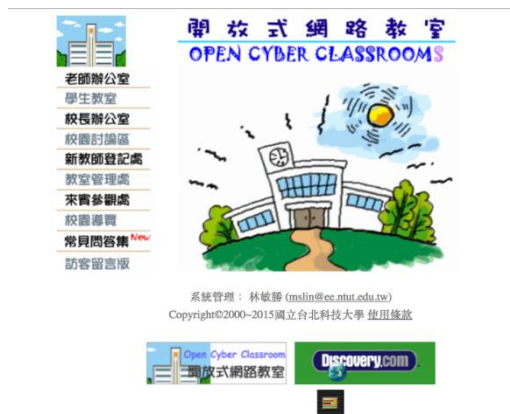 開放式網路教室
OPEN CYBER CLASSROOMS
老師辦公室
學生教室
校長辦公室
校園討論區
新教師登記處
教室管理處
來賓參觀處
校園導覽
常見問答集 New
訪客留言版
系統管理： 林敏勝 (mslin@ee.ntut.edu.tw)
Copyright©2000~2015國立台北科技大學 使用條款
Open Cyber Classroom
開放式網路教室
Discovery.com